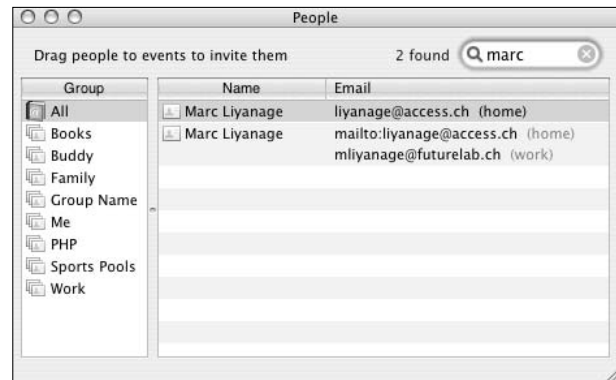 People
Drag people to events to invite them
2 found
marc
Group
Name
Email
All
Books
Buddy
Family
Group Name
Me
PHP
Sports Pools
Work
Marc Liyanage
liyanage@access.ch (home)
Marc Liyanage
mailto:liyanage@access.ch (home)
mliyanage@futurelab.ch (work)